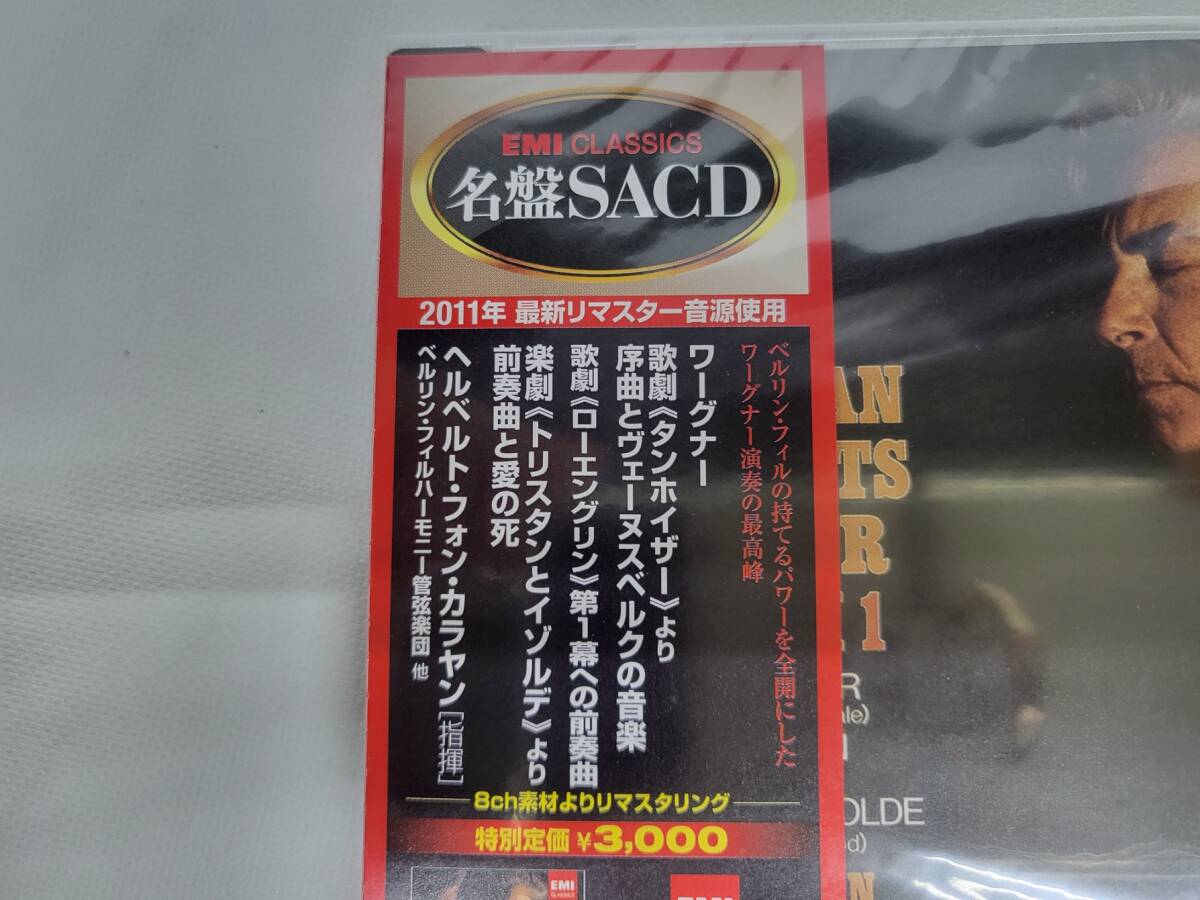 EMI CLASSICS
名盤SACD
2011年 最新リマスター音源使用
ベルリン・フィルの持てるパワーを全開にした
ワーグナー演奏の最高峰
ワーグナー
歌劇《タンホイザー》より
序曲とヴェーヌスベルクの音楽
歌劇《ローエングリン》第1幕への前奏曲
楽劇《トリスタンとイゾルデ》より
前奏曲と愛の死
ヘルベルト・フォン・カラヤン[指揮]
ベルリン・フィルハーモニー管弦楽団 他
8ch素材よりリマスタリング
特別定価 ¥3,000
EMI
CLASSICS
EMI
AN
TS
R
1
R
ale)
OLDE
od)
N